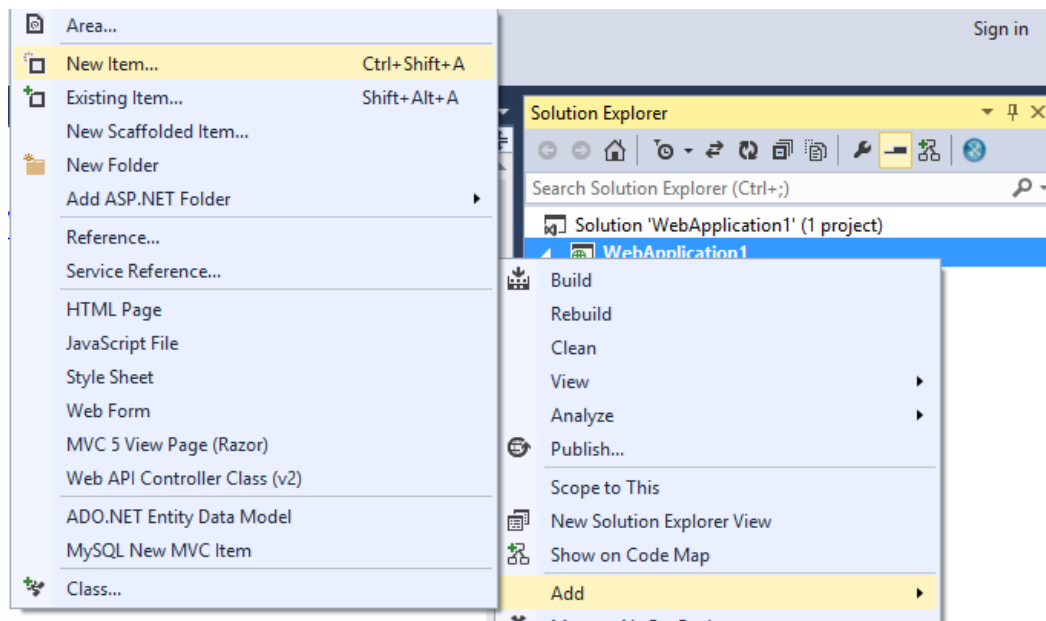 Area...
New Item... Ctrl+Shift+A
Existing Item... Shift+Alt+A
New Scaffolded Item...
New Folder
Add ASP.NET Folder
Reference...
Service Reference...
HTML Page
JavaScript File
Style Sheet
Web Form
MVC 5 View Page (Razor)
Web API Controller Class (v2)
ADO.NET Entity Data Model
MySQL New MVC Item
Class...
Sign in
Solution Explorer
Search Solution Explorer (Ctrl+;)
Solution 'WebApplication1' (1 project)
WebApplication1
Build
Rebuild
Clean
View
Analyze
Publish...
Scope to This
New Solution Explorer View
Show on Code Map
Add